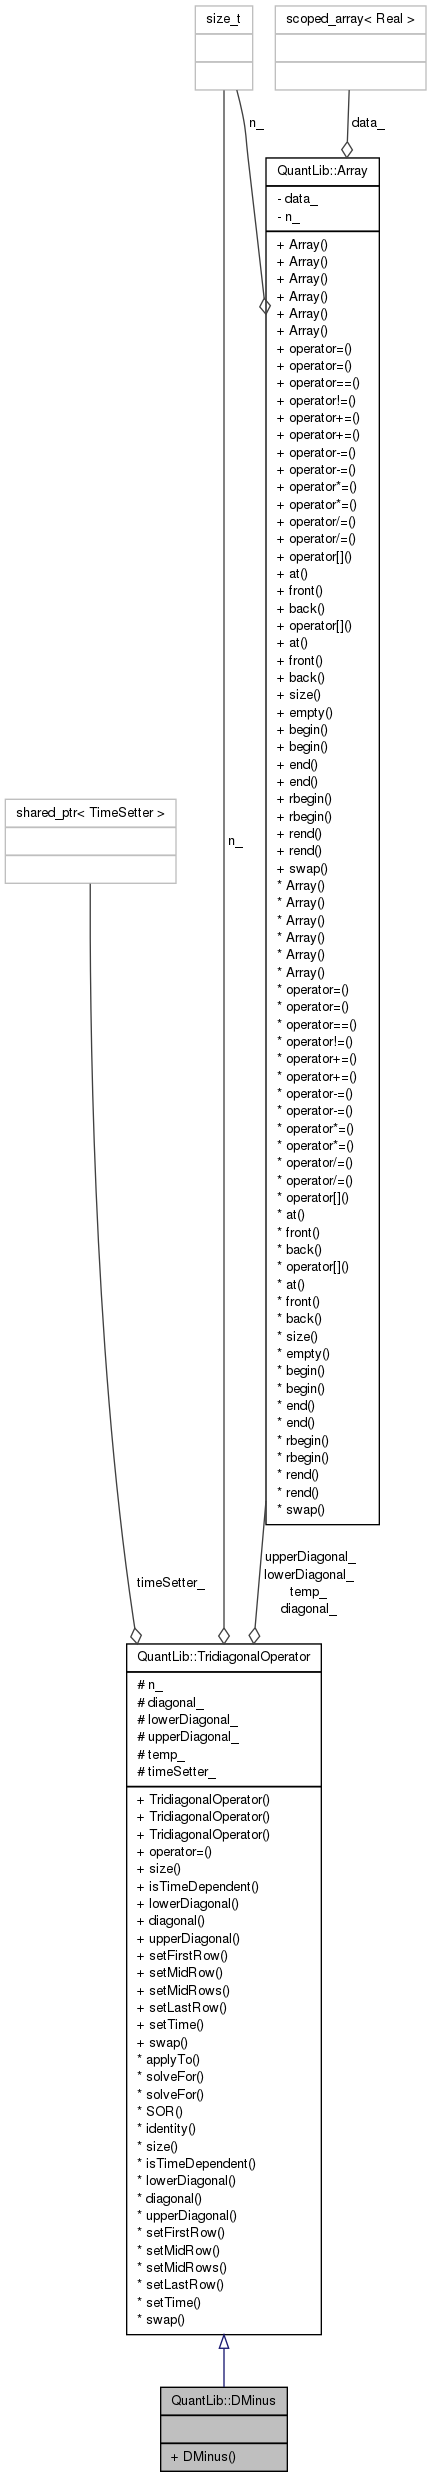 size_t
scoped_array< Real >
n_
data_
QuantLib::Array
- data_
- n_
+ Array()
+ Array()
+ Array()
+ Array()
+ Array()
+ Array()
+ operator=()
+ operator=()
+ operator==()
+ operator!=()
+ operator+=()
+ operator+=()
+ operator-=()
+ operator-=()
+ operator*=()
+ operator*=()
+ operator/=()
+ operator/=()
+ operator[]()
+ at()
+ front()
+ back()
+ operator[]()
+ at()
+ front()
+ back()
+ size()
+ empty()
+ begin()
+ begin()
+ end()
+ end()
+ rbegin()
+ rbegin()
+ rend()
+ rend()
+ swap()
* Array()
* Array()
* Array()
* Array()
* Array()
* Array()
* operator=()
* operator=()
* operator==()
* operator!=()
* operator+=()
* operator+=()
* operator-=()
* operator-=()
* operator*=()
* operator*=()
* operator/=()
* operator/=()
* operator[]()
* at()
* front()
* back()
* operator[]()
* at()
* front()
* back()
* size()
* empty()
* begin()
* begin()
* end()
* end()
* rbegin()
* rbegin()
* rend()
* rend()
* swap()
shared_ptr< TimeSetter >
n_
timeSetter_
upperDiagonal_
lowerDiagonal_
temp_
diagonal_
QuantLib::TridiagonalOperator
# n_
# diagonal_
# lowerDiagonal_
# upperDiagonal_
# temp_
# timeSetter_
+ TridiagonalOperator()
+ TridiagonalOperator()
+ TridiagonalOperator()
+ operator=()
+ size()
+ isTimeDependent()
+ lowerDiagonal()
+ diagonal()
+ upperDiagonal()
+ setFirstRow()
+ setMidRow()
+ setMidRows()
+ setLastRow()
+ setTime()
+ swap()
* applyTo()
* solveFor()
* solveFor()
* SOR()
* identity()
* size()
* isTimeDependent()
* lowerDiagonal()
* diagonal()
* upperDiagonal()
* setFirstRow()
* setMidRow()
* setMidRows()
* setLastRow()
* setTime()
* swap()
QuantLib::DMinus
+ DMinus()